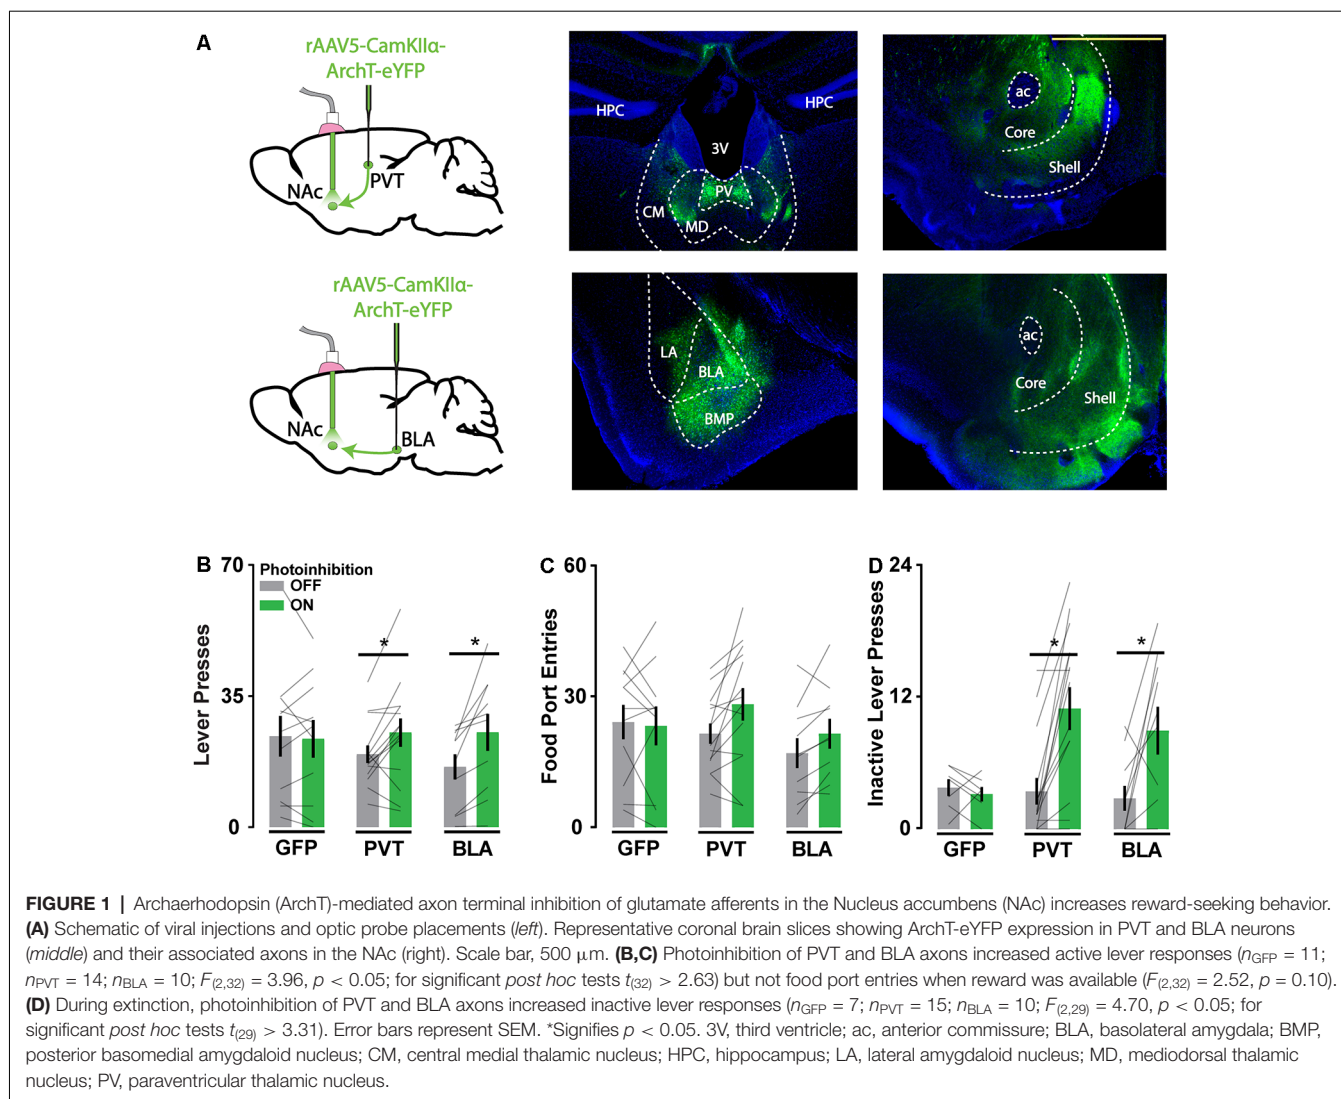 A
rAAV5-CamKIIα-
ArchT-eYFP
NAc
PVT
HPC
HPC
3V
PV
CM
MD
ac
Core
Shell
rAAV5-CamKIIα-
ArchT-eYFP
NAc
BLA
LA
BLA
BMP
ac
Core
Shell
B
70
Photoinhibition
OFF
ON
*
*
35
Lever Presses
0
GFP
PVT
BLA
C
60
30
Food Port Entries
0
GFP
PVT
BLA
D
24
*
*
12
Inactive Lever Presses
0
GFP
PVT
BLA
FIGURE 1 | Archaerhodopsin (ArchT)-mediated axon terminal inhibition of glutamate afferents in the Nucleus accumbens (NAc) increases reward-seeking behavior.
(A) Schematic of viral injections and optic probe placements (left). Representative coronal brain slices showing ArchT-eYFP expression in PVT and BLA neurons
(middle) and their associated axons in the NAc (right). Scale bar, 500 μm. (B,C) Photoinhibition of PVT and BLA axons increased active lever responses (nGFP = 11;
nPVT = 14; nBLA = 10; F(2,32) = 3.96, p < 0.05; for significant post hoc tests t(32) > 2.63) but not food port entries when reward was available (F(2,32) = 2.52, p = 0.10).
(D) During extinction, photoinhibition of PVT and BLA axons increased inactive lever responses (nGFP = 7; nPVT = 15; nBLA = 10; F(2,29) = 4.70, p < 0.05; for
significant post hoc tests t(29) > 3.31). Error bars represent SEM. *Signifies p < 0.05. 3V, third ventricle; ac, anterior commissure; BLA, basolateral amygdala; BMP,
posterior basomedial amygdaloid nucleus; CM, central medial thalamic nucleus; HPC, hippocampus; LA, lateral amygdaloid nucleus; MD, mediodorsal thalamic
nucleus; PV, paraventricular thalamic nucleus.